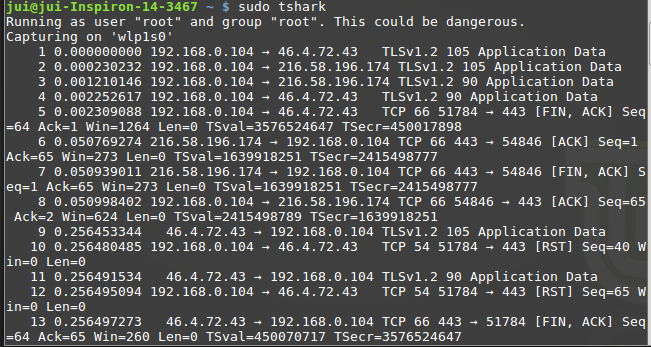 jui@jui-Inspiron-14-3467 ~ $ sudo tshark
Running as user "root" and group "root". This could be dangerous.
Capturing on 'wlp1s0'
1 0.000000000 192.168.0.104 → 46.4.72.43 TLSv1.2 105 Application Data
2 0.000230232 192.168.0.104 → 216.58.196.174 TLSv1.2 105 Application Data
3 0.001210146 192.168.0.104 → 216.58.196.174 TLSv1.2 90 Application Data
4 0.002252617 192.168.0.104 → 46.4.72.43 TLSv1.2 90 Application Data
5 0.002309088 192.168.0.104 → 46.4.72.43 TCP 66 51784 → 443 [FIN, ACK] Seq
=64 Ack=1 Win=1264 Len=0 TSval=3576524647 TSecr=450017898
6 0.050769274 216.58.196.174 → 192.168.0.104 TCP 66 443 → 54846 [ACK] Seq=1
Ack=65 Win=273 Len=0 TSval=1639918251 TSecr=2415498777
7 0.050939011 216.58.196.174 → 192.168.0.104 TCP 66 443 → 54846 [FIN, ACK] S
eq=1 Ack=65 Win=273 Len=0 TSval=1639918251 TSecr=2415498777
8 0.050998402 192.168.0.104 → 216.58.196.174 TCP 66 54846 → 443 [ACK] Seq=65
Ack=2 Win=624 Len=0 TSval=2415498789 TSecr=1639918251
9 0.256453344 46.4.72.43 → 192.168.0.104 TLSv1.2 105 Application Data
10 0.256480485 192.168.0.104 → 46.4.72.43 TCP 54 51784 → 443 [RST] Seq=40 W
in=0 Len=0
11 0.256491534 46.4.72.43 → 192.168.0.104 TLSv1.2 90 Application Data
12 0.256495094 192.168.0.104 → 46.4.72.43 TCP 54 51784 → 443 [RST] Seq=65 W
in=0 Len=0
13 0.256497273 46.4.72.43 → 192.168.0.104 TCP 66 443 → 51784 [FIN, ACK] Seq
=64 Ack=65 Win=260 Len=0 TSval=450070717 TSecr=3576524647